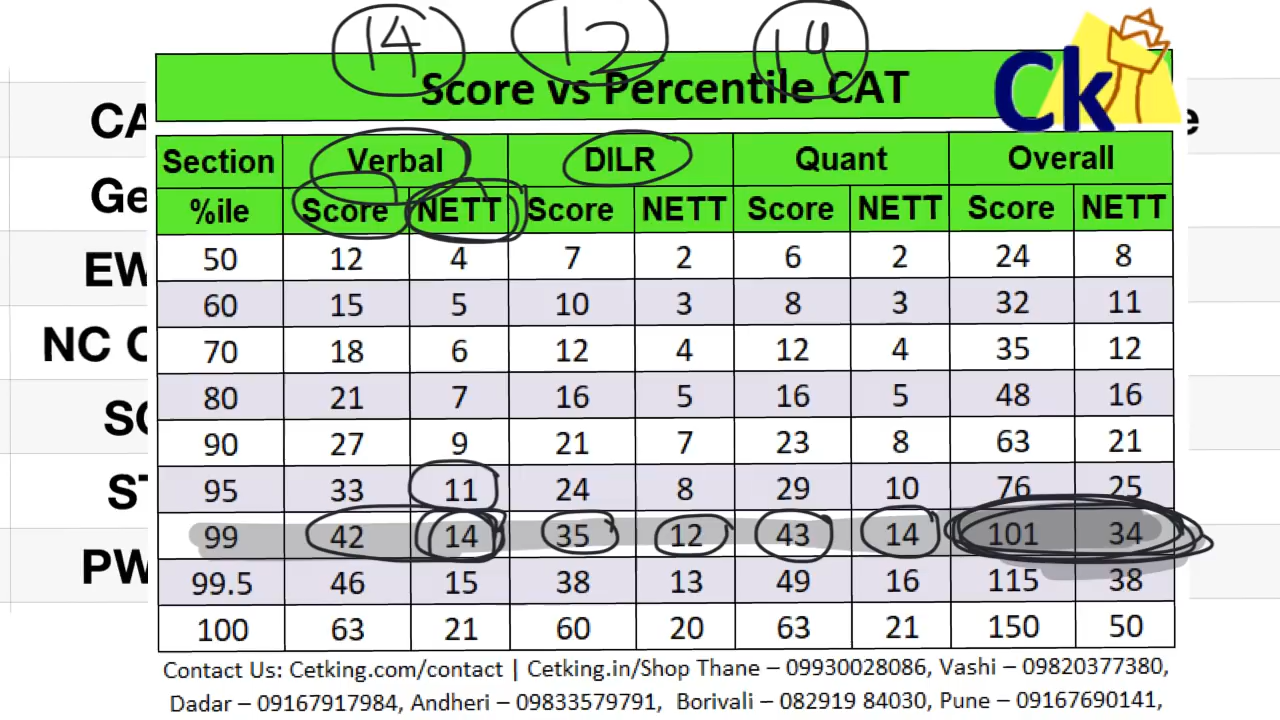 14 12 14
Score vs Percentile CAT
Ck
CA
e
Section Verbal DILR Quant Overall
Ge
%ile Score NETT Score NETT Score NETT Score NETT
50 12 4 7 2 6 2 24 8
EW
60 15 5 10 3 8 3 32 11
NC
70 18 6 12 4 12 4 35 12
80 21 7 16 5 16 5 48 16
SC
90 27 9 21 7 23 8 63 21
ST
95 33 11 24 8 29 10 76 25
99 42 14 35 12 43 14 101 34
PW
99.5 46 15 38 13 49 16 115 38
100 63 21 60 20 63 21 150 50
Contact Us: Cetking.com/contact | Cetking.in/Shop Thane – 09930028086, Vashi – 09820377380,
Dadar – 09167917984, Andheri – 09833579791, Borivali – 082919 84030, Pune – 09167690141,